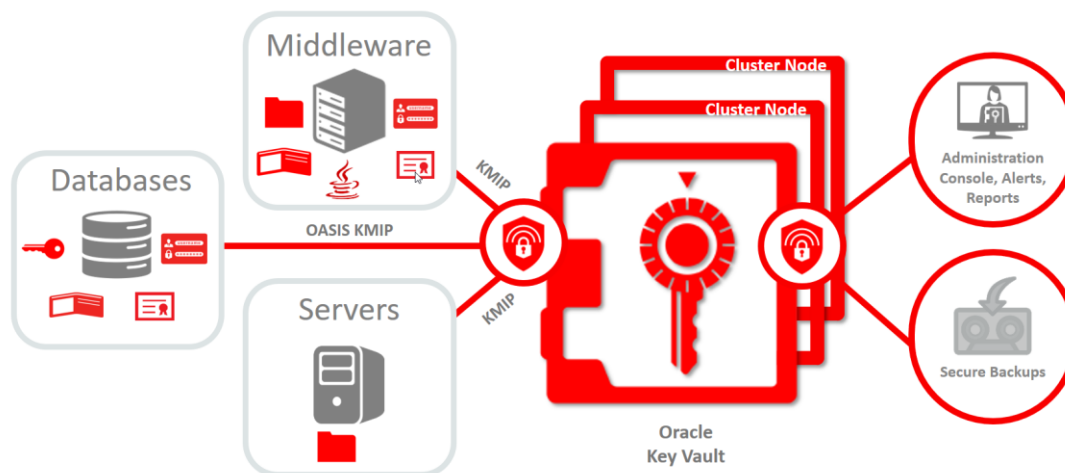 Middleware
Databases
Servers
KMIP
OASIS KMIP
KMIP
Cluster Node
Cluster Node
Oracle
Key Vault
Administration
Console, Alerts,
Reports
Secure Backups